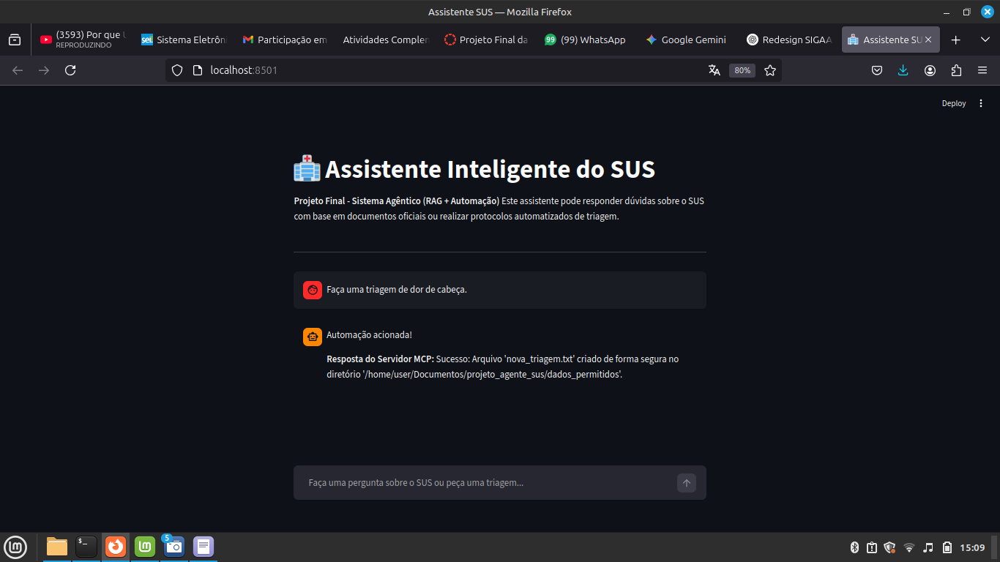 Assistente SUS — Mozilla Firefox
(3593) Por que
REPRODUZINDO
sei.
Sistema Eletrôni
Participação em
Atividades Complen
Projeto Final da
99
(99) WhatsApp
Google Gemini
Redesign SIGAA
Assistente SU
localhost:8501
80%
Deploy
Assistente Inteligente do SUS
Projeto Final - Sistema Agêntico (RAG + Automação) Este assistente pode responder dúvidas sobre o SUS
com base em documentos oficiais ou realizar protocolos automatizados de triagem.
Faça uma triagem de dor de cabeça.
Automação acionada!
Resposta do Servidor MCP: Sucesso: Arquivo 'nova_triagem.txt' criado de forma segura no
diretório '/home/user/Documentos/projeto_agente_sus/dados_permitidos'.
Faça uma pergunta sobre o SUS ou peça uma triagem...
$_
5
15:09